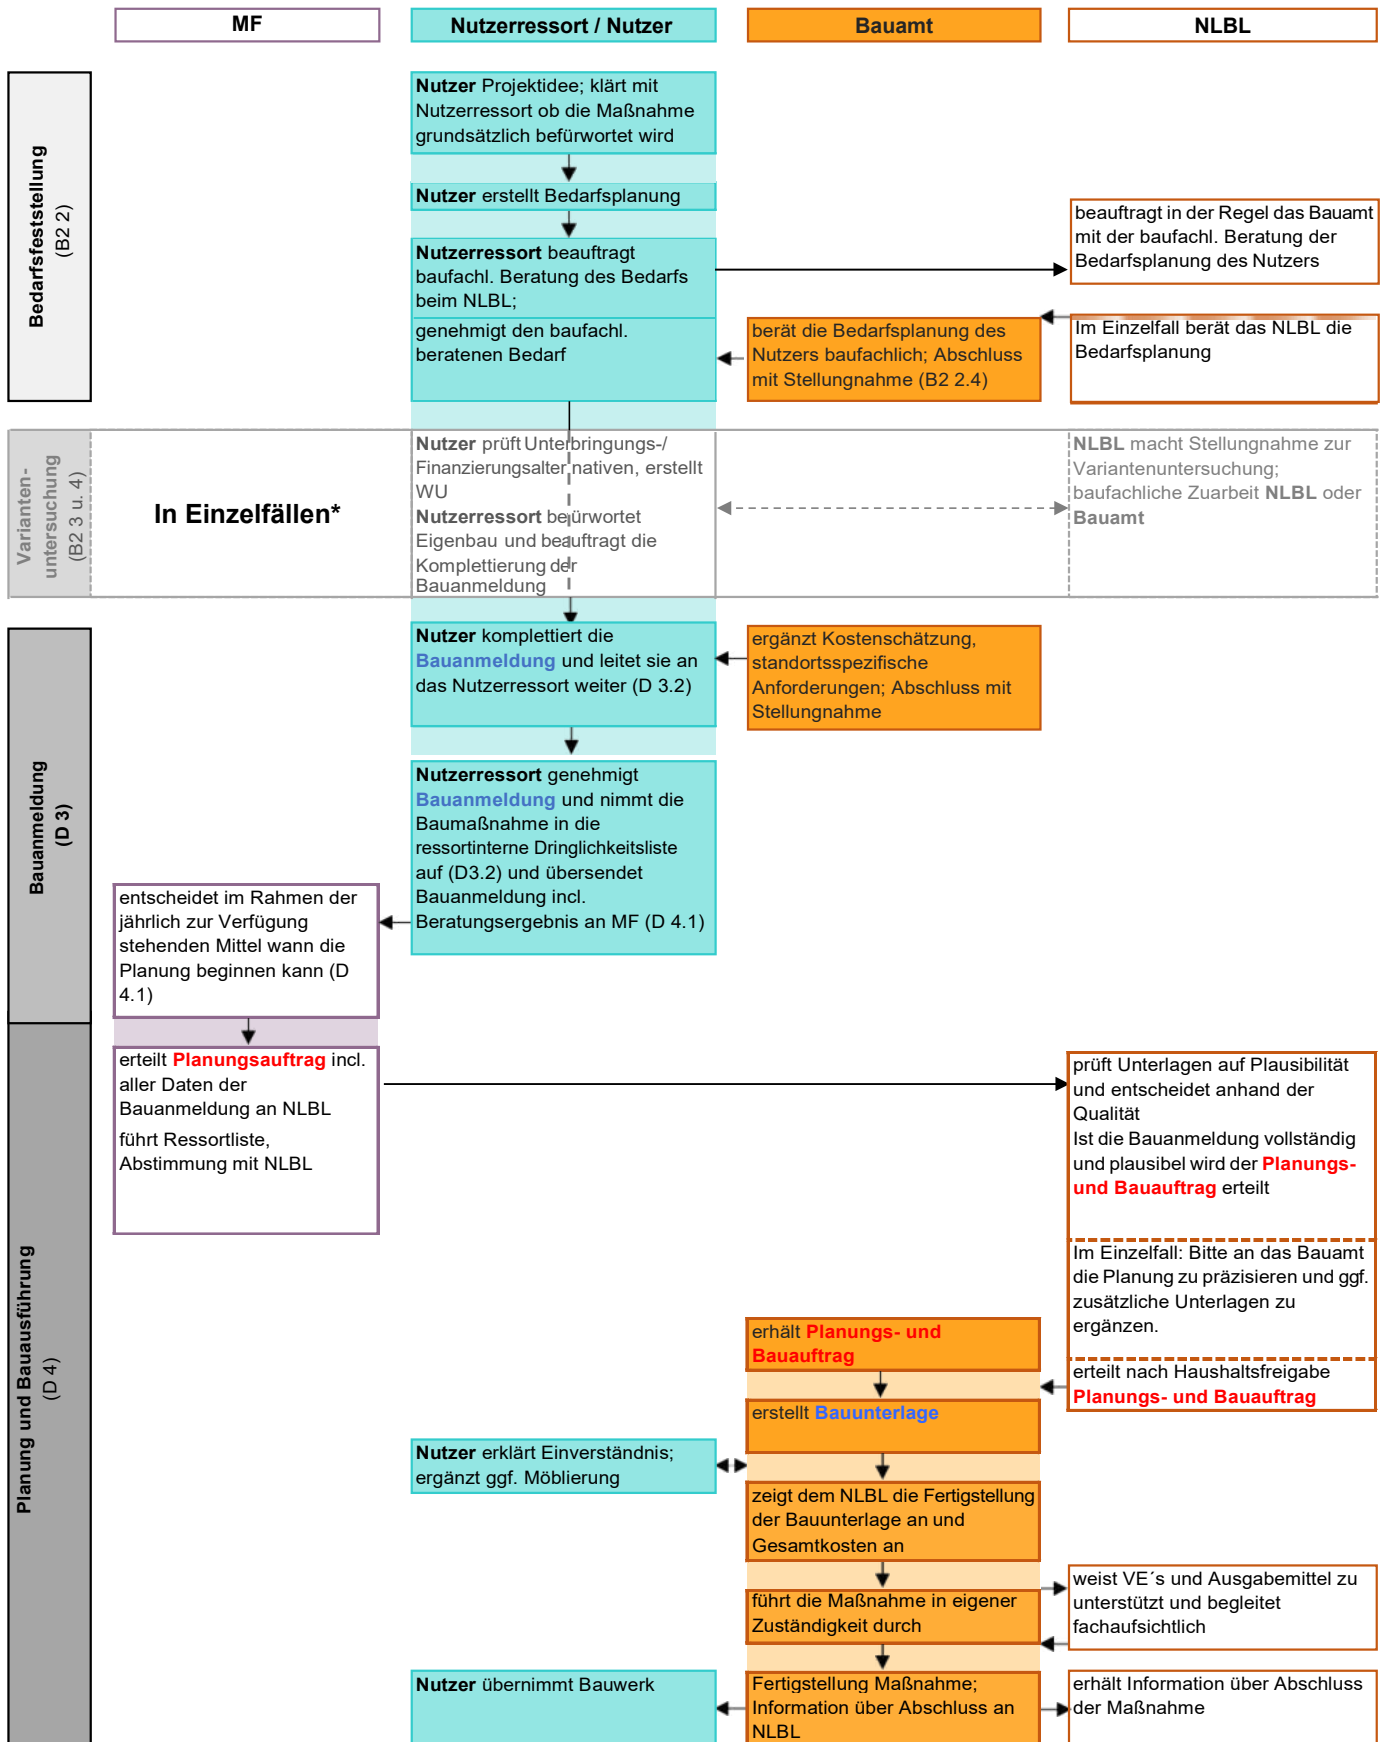 MF
Nutzerressort / Nutzer
Bauamt
NLBL
Bedarfsfeststellung
(B2 2)
Nutzer Projektidee; klärt mit
Nutzerressort ob die Maßnahme
grundsätzlich befürwortet wird
Nutzer erstellt Bedarfsplanung
Nutzerressort beauftragt
baufachl. Beratung des Bedarfs
beim NLBL;
genehmigt den baufachl.
beratenen Bedarf
beauftragt in der Regel das Bauamt
mit der baufachl. Beratung der
Bedarfsplanung des Nutzers
berät die Bedarfsplanung des
Nutzers baufachlich; Abschluss
mit Stellungnahme (B2 2.4)
Im Einzelfall berät das NLBL die
Bedarfsplanung
Varianten-
untersuchung
(B2 3 u. 4)
In Einzelfällen*
Nutzer prüft Unterbringungs-/
Finanzierungsalter nativen, erstellt
WU
Nutzerressort befürwortet
Eigenbau und beauftragt die
Komplettierung der
Bauanmeldung
NLBL macht Stellungnahme zur
Variantenuntersuchung;
baufachliche Zuarbeit NLBL oder
Bauamt
Bauanmeldung
(D 3)
Nutzer komplettiert die
Bauanmeldung und leitet sie an
das Nutzerressort weiter (D 3.2)
ergänzt Kostenschätzung,
standortsspezifische
Anforderungen; Abschluss mit
Stellungnahme
Nutzerressort genehmigt
Bauanmeldung und nimmt die
Baumaßnahme in die
ressortinterne Dringlichkeitsliste
auf (D3.2) und übersendet
Bauanmeldung incl.
Beratungsergebnis an MF (D 4.1)
entscheidet im Rahmen der
jährlich zur Verfügung
stehenden Mittel wann die
Planung beginnen kann (D
4.1)
Planung und Bauausführung
(D 4)
erteilt Planungsauftrag incl.
aller Daten der
Bauanmeldung an NLBL
führt Ressortliste,
Abstimmung mit NLBL
prüft Unterlagen auf Plausibilität
und entscheidet anhand der
Qualität
Ist die Bauanmeldung vollständig
und plausibel wird der Planungs-
und Bauauftrag erteilt
Im Einzelfall: Bitte an das Bauamt
die Planung zu präzisieren und ggf.
zusätzliche Unterlagen zu
ergänzen.
erteilt nach Haushaltsfreigabe
Planungs- und Bauauftrag
erhält Planungs- und
Bauauftrag
erstellt Bauunterlage
Nutzer erklärt Einverständnis;
ergänzt ggf. Möblierung
zeigt dem NLBL die Fertigstellung
der Bauunterlage an und
Gesamtkosten an
führt die Maßnahme in eigener
Zuständigkeit durch
weist VE´s und Ausgabemittel zu
unterstützt und begleitet
fachaufsichtlich
Nutzer übernimmt Bauwerk
Fertigstellung Maßnahme;
Information über Abschluss an
NLBL
erhält Information über Abschluss
der Maßnahme